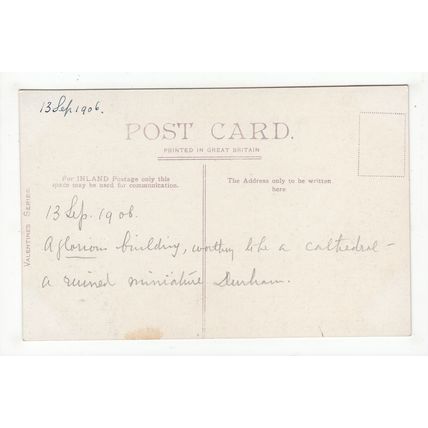 13 Sep 1906.
POST CARD.
PRINTED IN GREAT BRITAIN
For INLAND Postage only this
space may be used for communication.
The Address only to be written
here
VALENTINES SERIES
13 Sep. 1906.
A glorious building, worthy to be a cathedral –
a ruined miniature Durham.